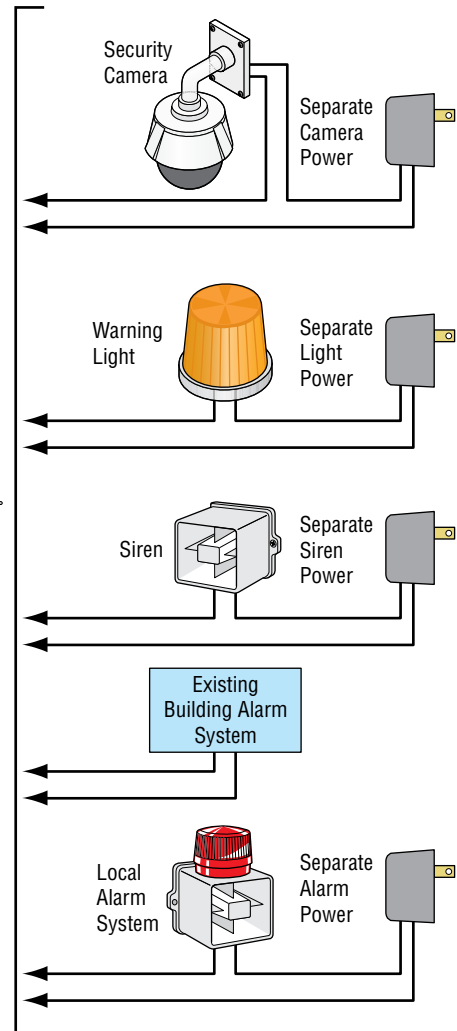 Security
Camera
Separate
Camera
Power
Warning
Light
Separate
Light
Power
Siren
Separate
Siren
Power
Existing
Building Alarm
System
Local
Alarm
System
Separate
Alarm
Power